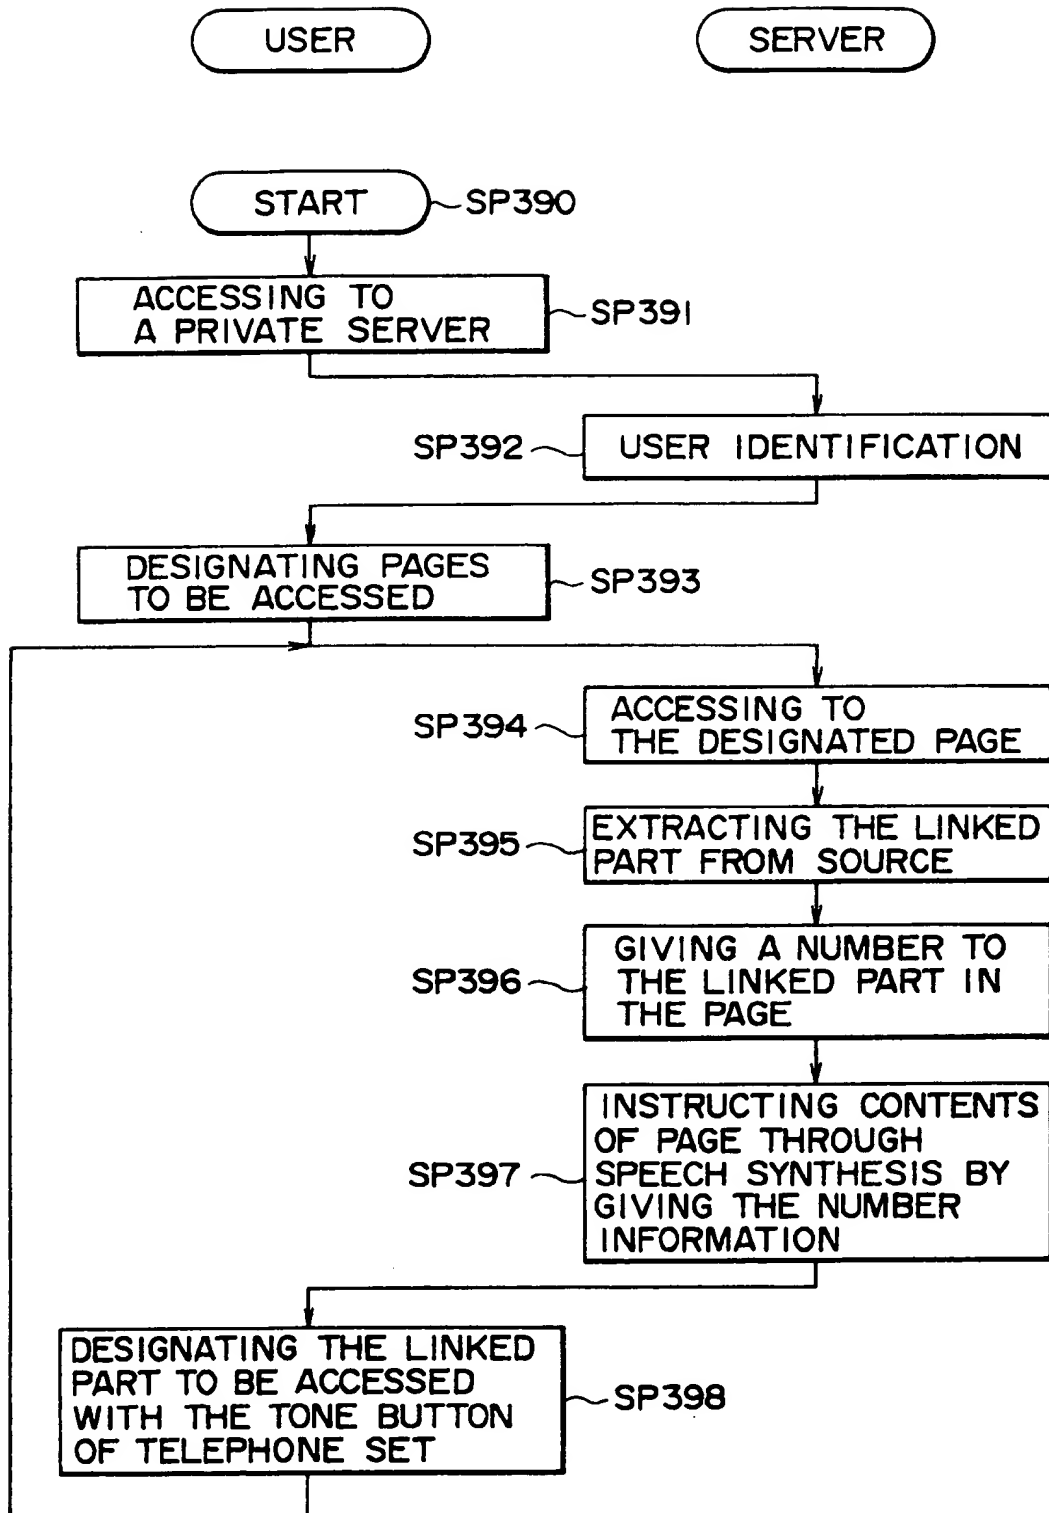 USER
SERVER
START
SP390
ACCESSING TO
A PRIVATE SERVER
SP391
SP392
USER IDENTIFICATION
DESIGNATING PAGES
TO BE ACCESSED
SP393
SP394
ACCESSING TO
THE DESIGNATED PAGE
SP395
EXTRACTING THE LINKED
PART FROM SOURCE
SP396
GIVING A NUMBER TO
THE LINKED PART IN
THE PAGE
SP397
INSTRUCTING CONTENTS
OF PAGE THROUGH
SPEECH SYNTHESIS BY
GIVING THE NUMBER
INFORMATION
DESIGNATING THE LINKED
PART TO BE ACCESSED
WITH THE TONE BUTTON
OF TELEPHONE SET
SP398